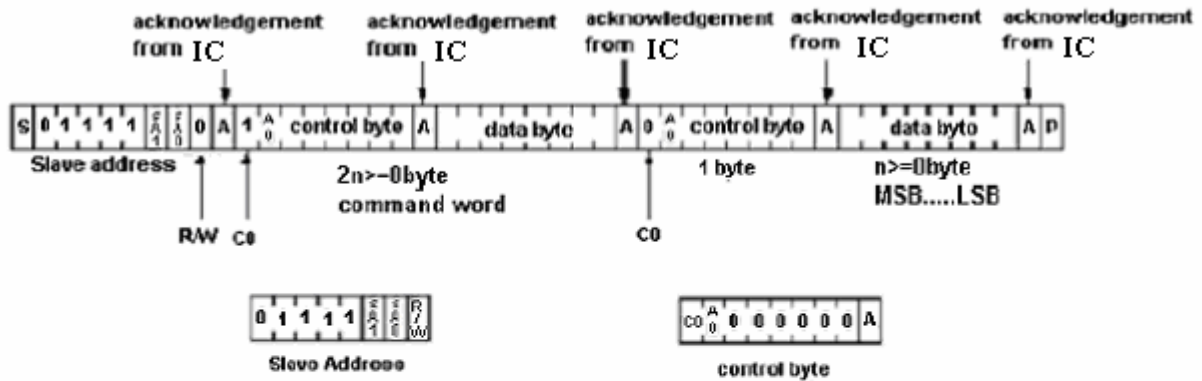 acknowledgement acknowledgement acknowledgement acknowledgement acknowledgement
from IC from IC from IC from IC from IC
S 0 1 1 1 1 0 A 1 A0 control byte A data byte A 0 A0 control byte A data byte A P
Slave address
2n>=0byte 1 byte n>=0byte
command word MSB.....LSB
R/W C0 C0
0 1 1 1 1 R/W
C0 A0 0 0 0 0 0 0 A
Slave Address control byte